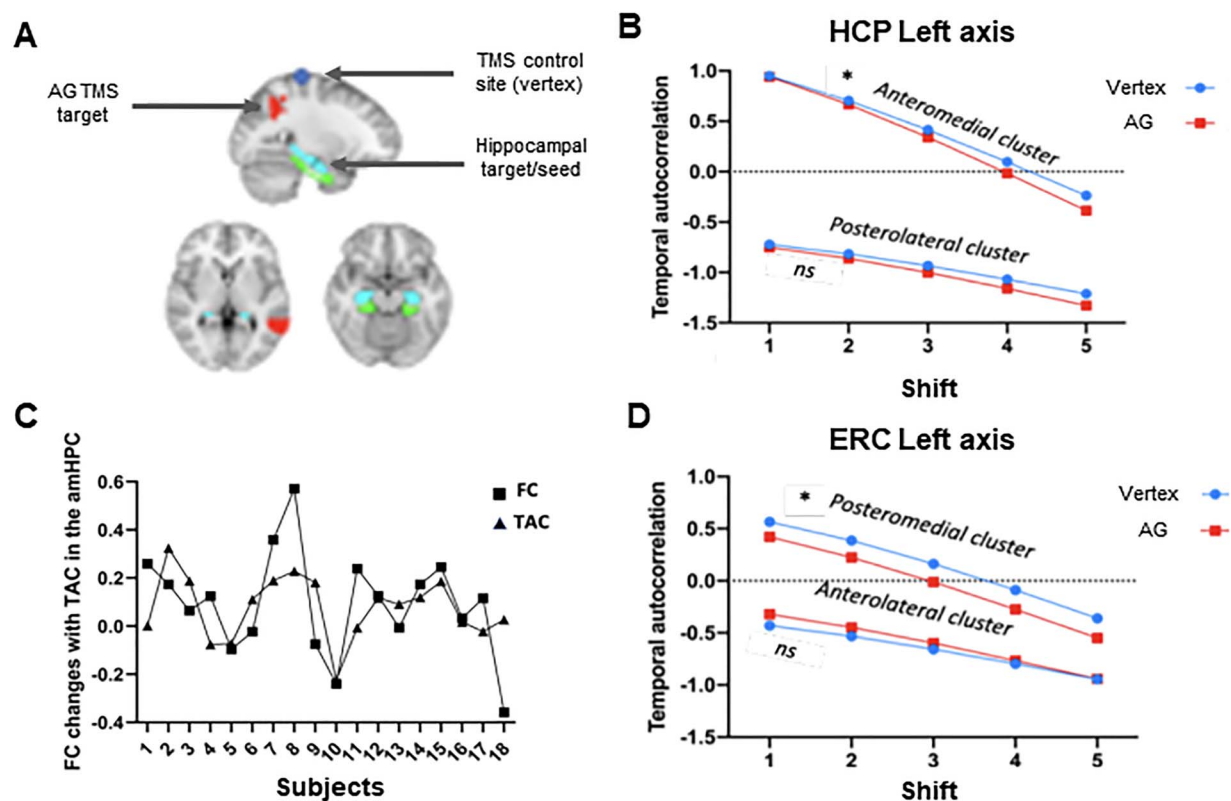 A
AG TMS
target
TMS control
site (vertex)
Hippocampal
target/seed
B
HCP Left axis
Temporal autocorrelation
1.0
0.5
0.0
-0.5
-1.0
-1.5
*
Anteromedial cluster
Posterolateral cluster
ns
Vertex
AG
1 2 3 4 5
Shift
C
FC changes with TAC in the amHPC
0.6
0.4
0.2
0.0
-0.2
-0.4
FC
TAC
1 2 3 4 5 6 7 8 9 10 11 12 13 14 15 16 17 18
Subjects
D
ERC Left axis
Temporal autocorrelation
1.0
0.5
0.0
-0.5
-1.0
-1.5
* Posteromedial cluster
Anterolateral cluster
ns
Vertex
AG
1 2 3 4 5
Shift